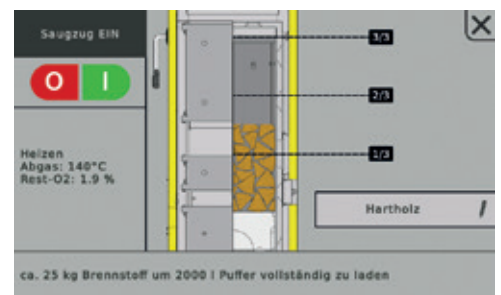 Saugzug EIN
O I
Heizen
Abgas: 140°C
Rest-O2: 1.9 %
3/3
2/3
1/3
Hartholz
ca. 25 kg Brennstoff um 2000 l Puffer vollständig zu laden